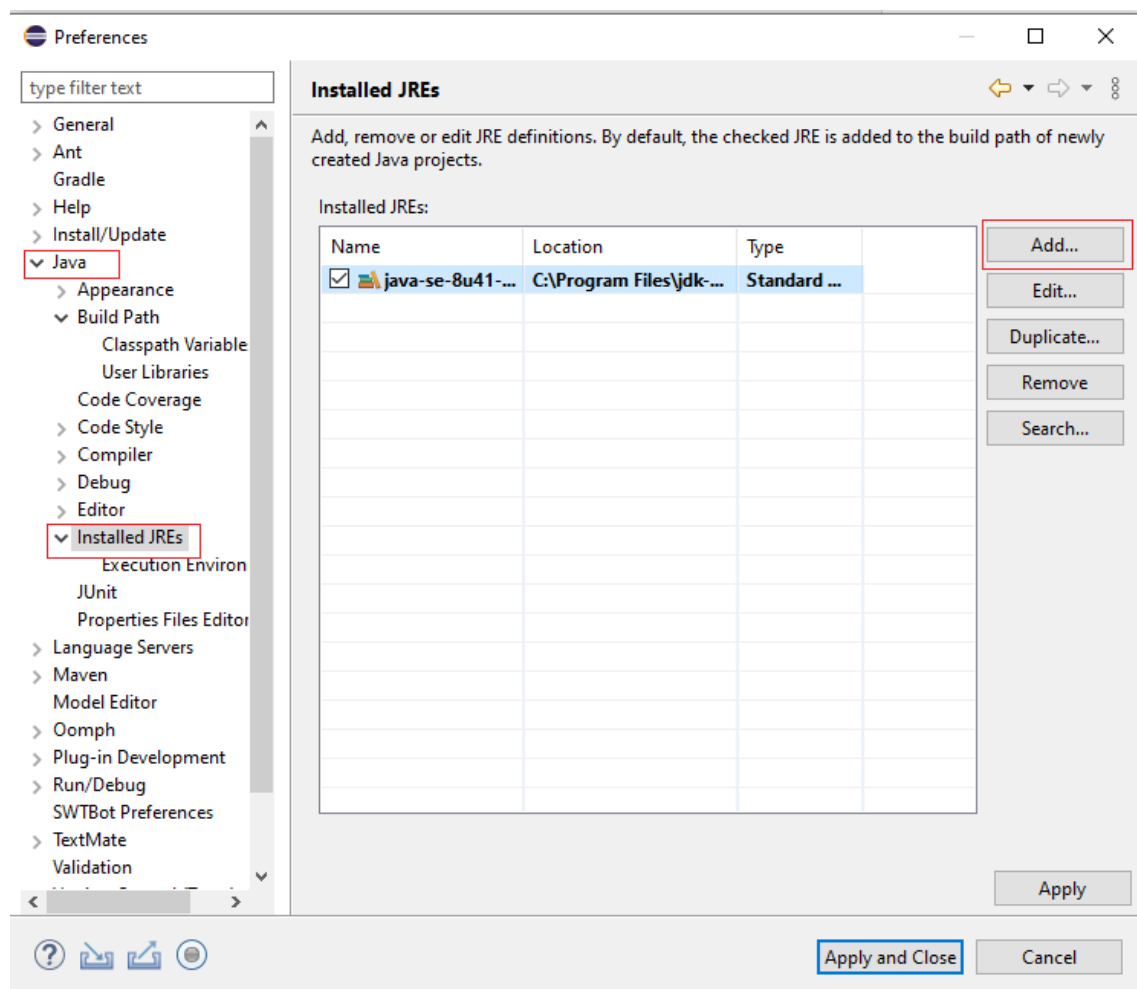 Preferences
type filter text
General
Ant
Gradle
Help
Install/Update
Java
Appearance
Build Path
Classpath Variable
User Libraries
Code Coverage
Code Style
Compiler
Debug
Editor
Installed JREs
Execution Environ
JUnit
Properties Files Editor
Language Servers
Maven
Model Editor
Oomph
Plug-in Development
Run/Debug
SWTBot Preferences
TextMate
Validation
Installed JREs
Add, remove or edit JRE definitions. By default, the checked JRE is added to the build path of newly
created Java projects.
Installed JREs:
Name Location Type
java-se-8u41-... C:\Program Files\jdk-... Standard ...
Add...
Edit...
Duplicate...
Remove
Search...
Apply
Apply and Close Cancel